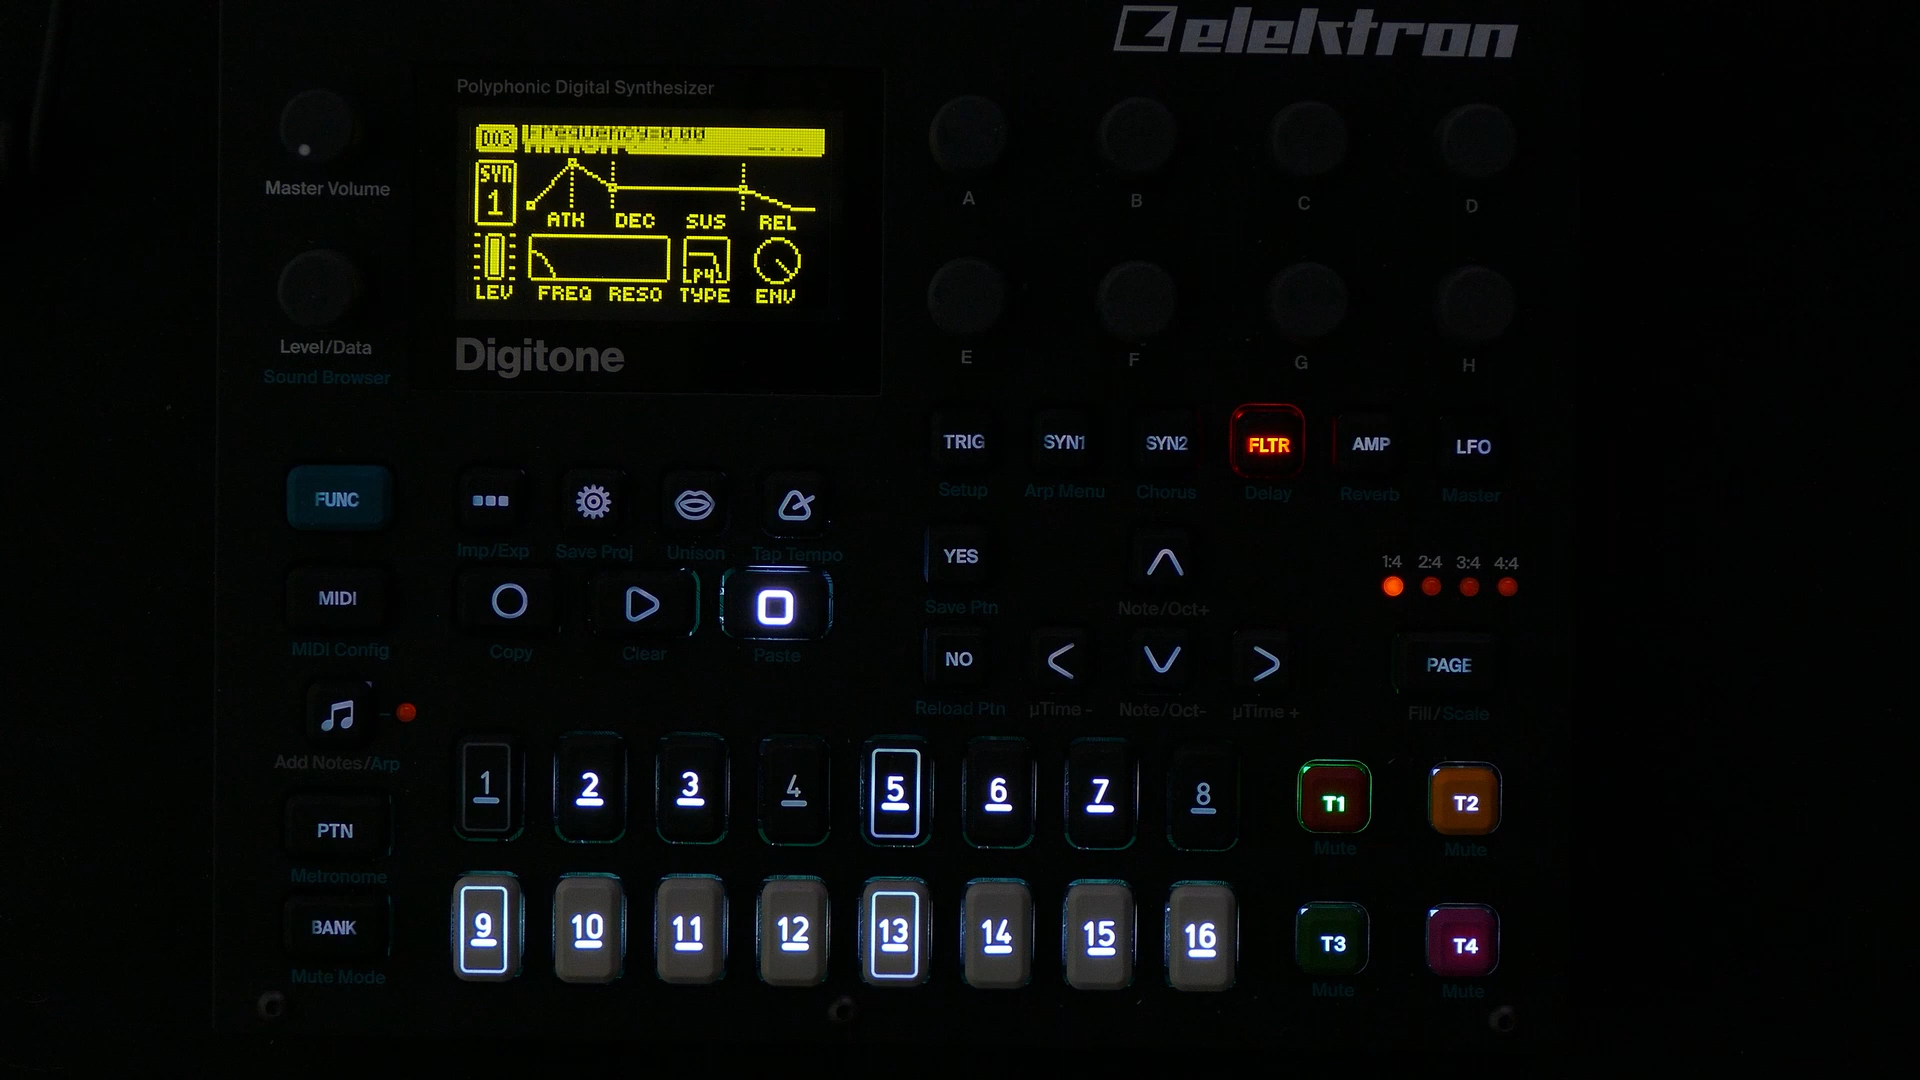 elektron
Polyphonic Digital Synthesizer
D03 Frequency=0.00
SYN
1
ATK DEC SUS REL
LP4
LEV FREQ RESO TYPE ENV
Digitone
Master Volume
Level/Data
Sound Browser
A B C D
E F G H
TRIG SYN1 SYN2 FLTR AMP LFO
Setup Arp Menu Chorus Delay Reverb Master
FUNC
Imp/Exp Save Proj Unison Tap Tempo
YES
Save Ptn
Note/Oct+
1:4 2:4 3:4 4:4
MIDI
MIDI Config
Copy Clear Paste
NO
PAGE
Reload Ptn µTime - Note/Oct- µTime + Fill/Scale
Add Notes/Arp
1 2 3 4 5 6 7 8 T1 T2
Mute Mute
PTN
Metronome
9 10 11 12 13 14 15 16 T3 T4
Mute Mute
BANK
Mute Mode